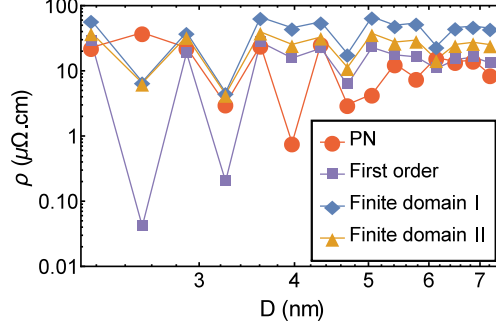 100
10
1
0.10
0.01
ρ (μΩ.cm)
PN
First order
Finite domain I
Finite domain II
3 4 5 6 7
D (nm)